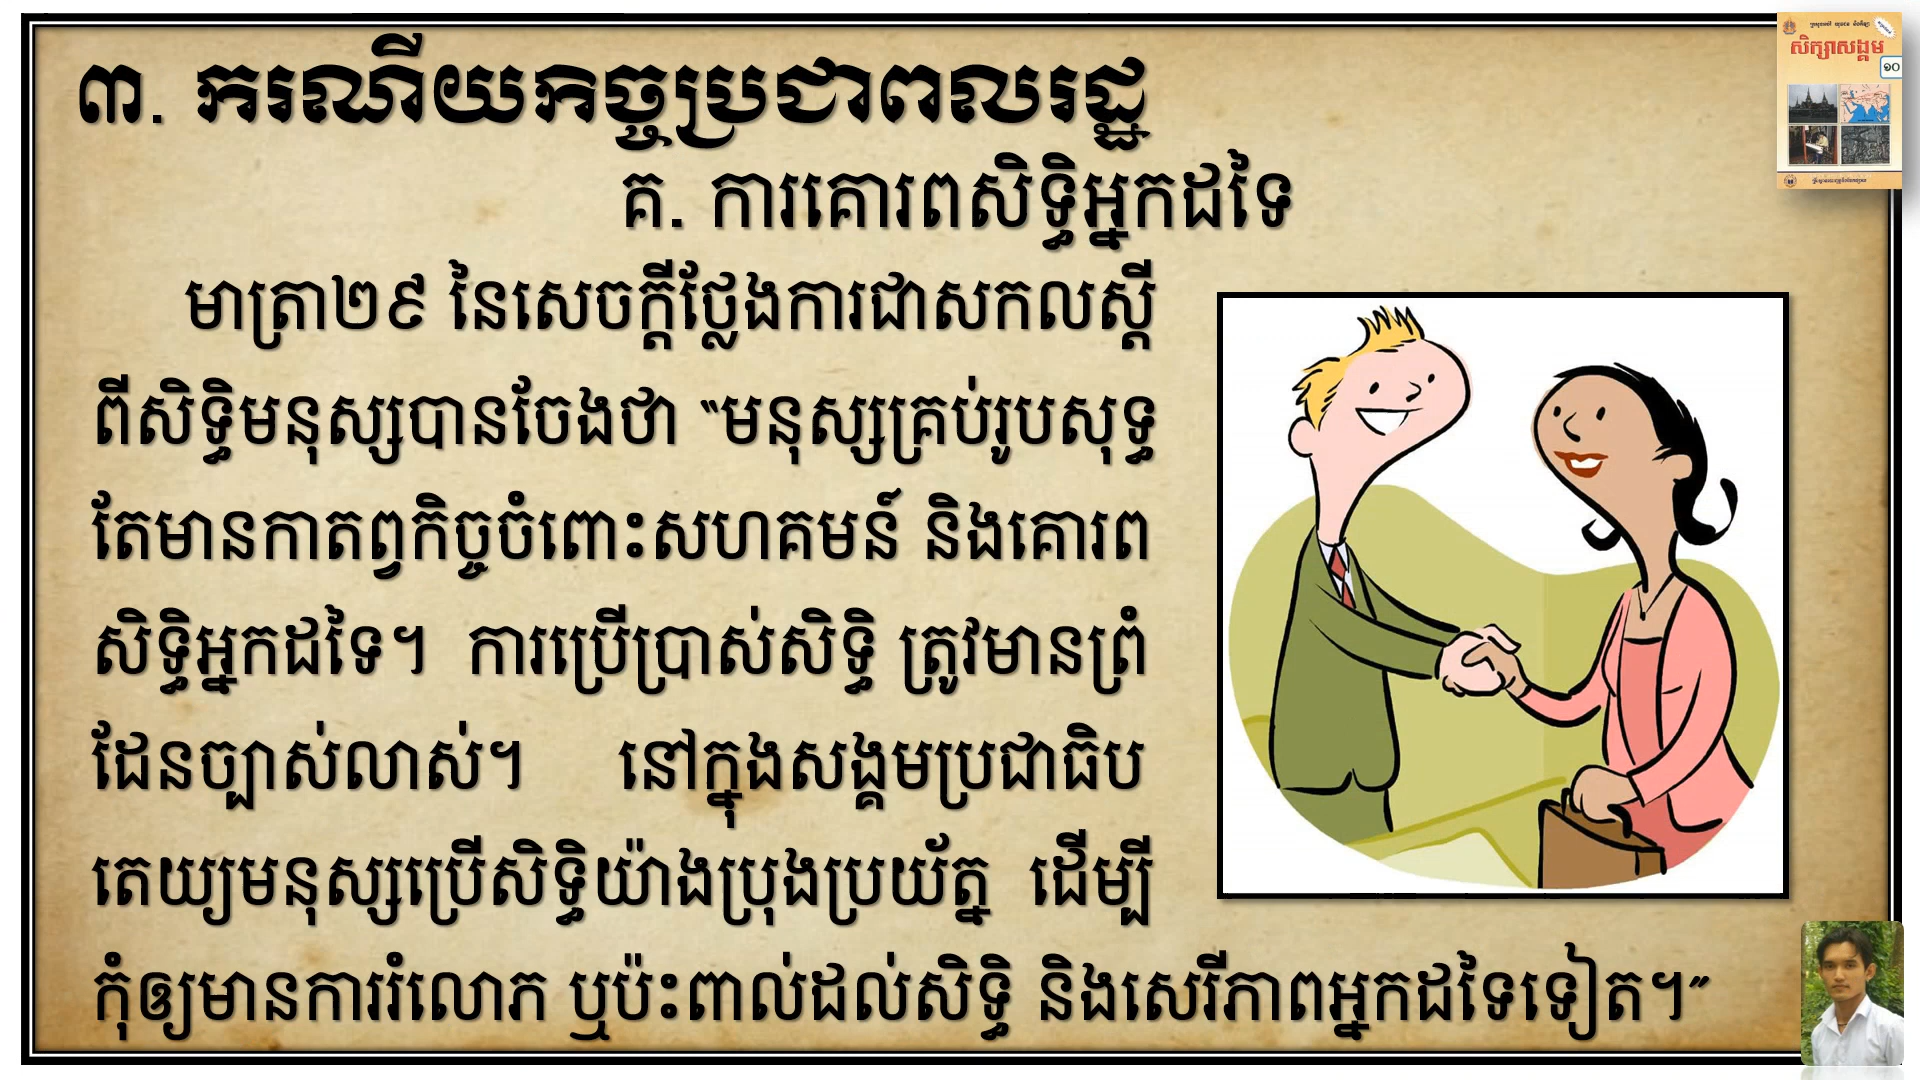 ៣. ករណីយកិច្ចប្រជាពលរដ្ឋ
គ. ការគោរពសិទ្ធិអ្នកដទៃ
មាត្រា២៩ នៃសេចក្ដីថ្លែងការជាសកលស្ដី
ពីសិទ្ធិមនុស្សបានចែងថា “មនុស្សគ្រប់រូបសុទ្ធ
តែមានកាតព្វកិច្ចចំពោះសហគមន៍ និងគោរព
សិទ្ធិអ្នកដទៃ។ ការប្រើប្រាស់សិទ្ធិ ត្រូវមានព្រំ
ដែនច្បាស់លាស់។ នៅក្នុងសង្គមប្រជាធិប
តេយ្យមនុស្សប្រើសិទ្ធិយ៉ាងប្រុងប្រយ័ត្ន ដើម្បី
កុំឲ្យមានការរំលោភ ឬប៉ះពាល់ដល់សិទ្ធិ និងសេរីភាពអ្នកដទៃទៀត។”
សិក្សាសង្គម
១០